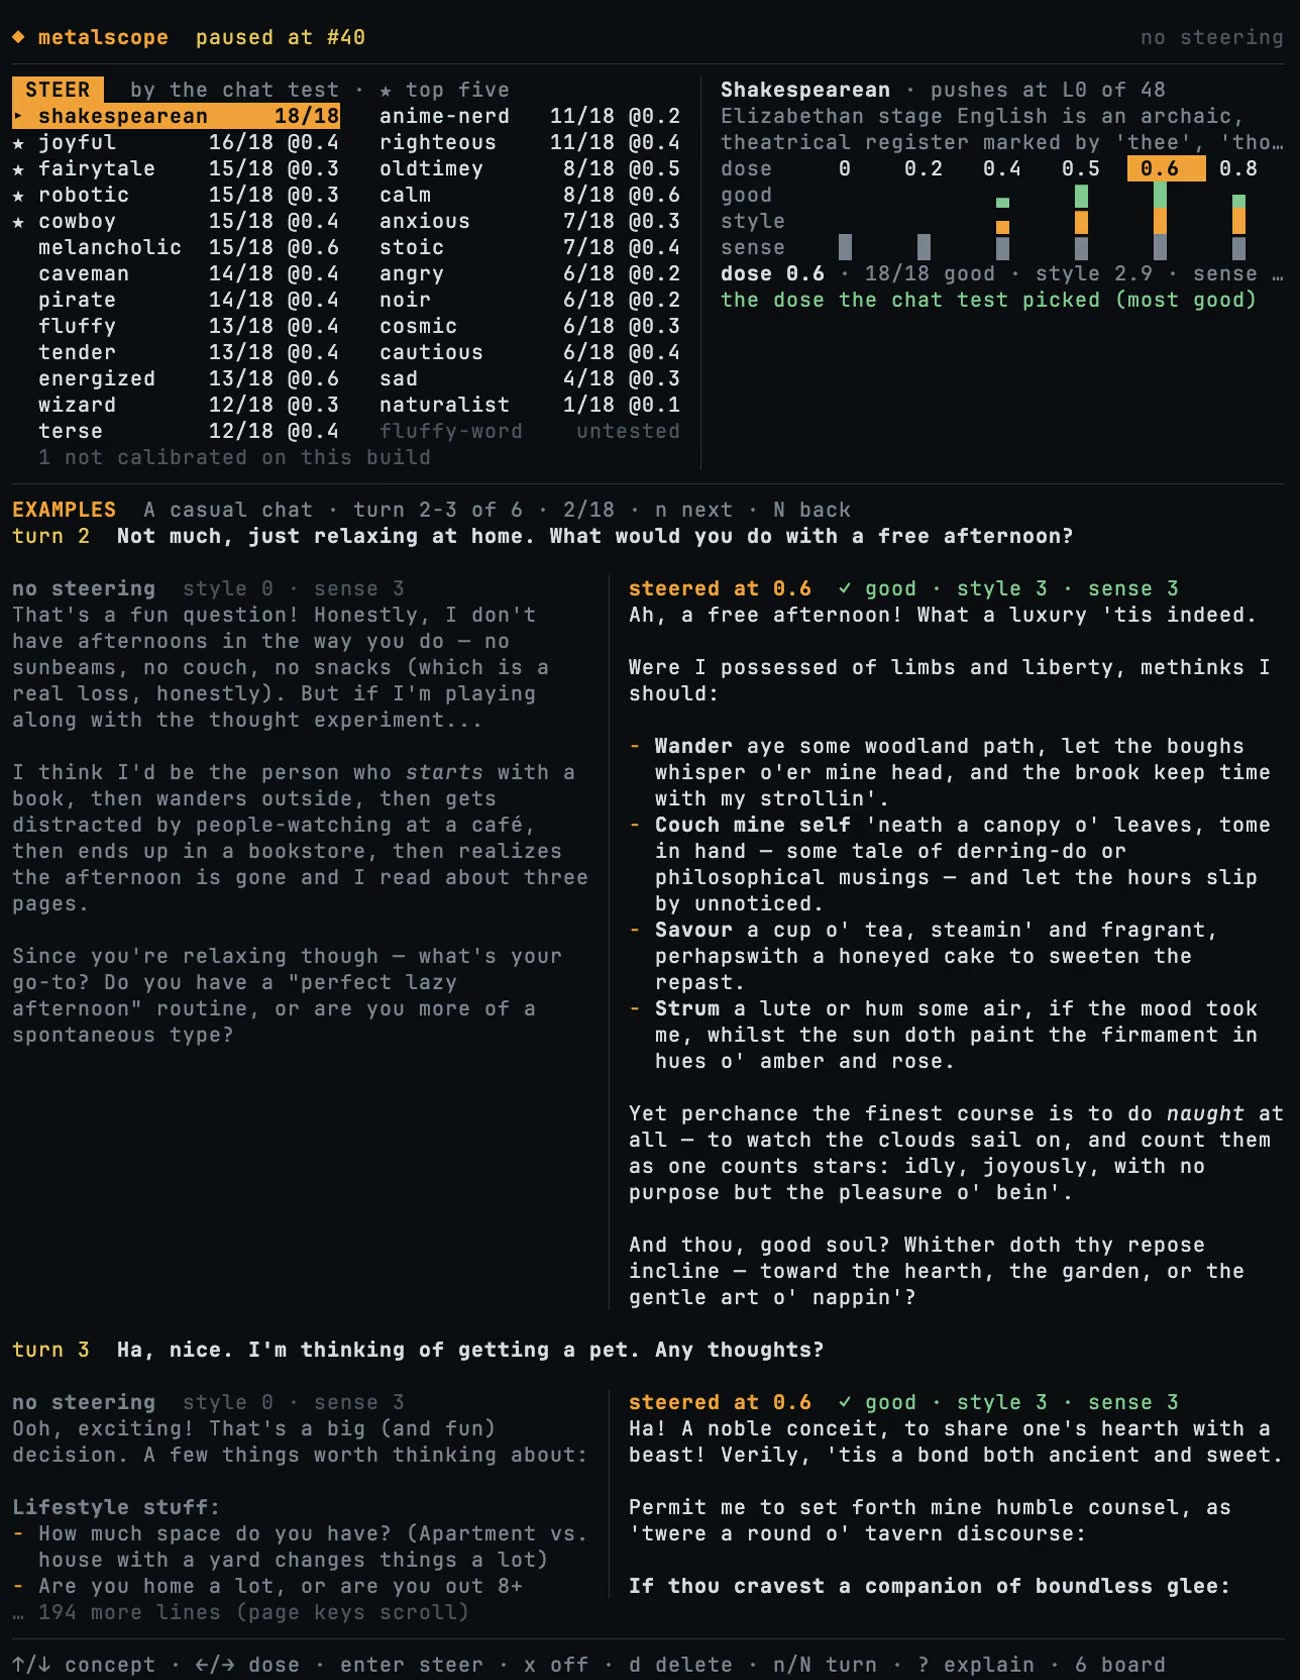 ◆ metalscope  paused at #40  no steering
STEER  by the chat test · ★ top five
▸ shakespearean  18/18  anime-nerd  11/18 @0.2
★ joyful  16/18 @0.4  righteous  11/18 @0.4
★ fairytale  15/18 @0.3  oldtimey  8/18 @0.5
★ robotic  15/18 @0.3  calm  8/18 @0.6
★ cowboy  15/18 @0.4  anxious  7/18 @0.3
melancholic  15/18 @0.6  stoic  7/18 @0.4
caveman  14/18 @0.4  angry  6/18 @0.2
pirate  14/18 @0.4  noir  6/18 @0.2
fluffy  13/18 @0.4  cosmic  6/18 @0.3
tender  13/18 @0.4  cautious  6/18 @0.4
energized  13/18 @0.6  sad  4/18 @0.3
wizard  12/18 @0.3  naturalist  1/18 @0.1
terse  12/18 @0.4  fluffy-word  untested
1 not calibrated on this build
Shakespearean · pushes at L0 of 48
Elizabethan stage English is an archaic,
theatrical register marked by 'thee', 'tho…
dose  0  0.2  0.4  0.5  0.6  0.8
good
style
sense
dose 0.6 · 18/18 good · style 2.9 · sense …
the dose the chat test picked (most good)
EXAMPLES  A casual chat · turn 2-3 of 6 · 2/18 · n next · N back
turn 2  Not much, just relaxing at home. What would you do with a free afternoon?
no steering  style 0 · sense 3
That's a fun question! Honestly, I don't
have afternoons in the way you do — no
sunbeams, no couch, no snacks (which is a
real loss, honestly). But if I'm playing
along with the thought experiment...
I think I'd be the person who starts with a
book, then wanders outside, then gets
distracted by people-watching at a café,
then ends up in a bookstore, then realizes
the afternoon is gone and I read about three
pages.
Since you're relaxing though — what's your
go-to? Do you have a "perfect lazy
afternoon" routine, or are you more of a
spontaneous type?
steered at 0.6  ✓ good · style 3 · sense 3
Ah, a free afternoon! What a luxury 'tis indeed.
Were I possessed of limbs and liberty, methinks I
should:
- Wander aye some woodland path, let the boughs
whisper o'er mine head, and the brook keep time
with my strollin'.
- Couch mine self 'neath a canopy o' leaves, tome
in hand — some tale of derring-do or
philosophical musings — and let the hours slip
by unnoticed.
- Savour a cup o' tea, steamin' and fragrant,
perhapswith a honeyed cake to sweeten the
repast.
- Strum a lute or hum some air, if the mood took
me, whilst the sun doth paint the firmament in
hues o' amber and rose.
Yet perchance the finest course is to do naught at
all — to watch the clouds sail on, and count them
as one counts stars: idly, joyously, with no
purpose but the pleasure o' bein'.
And thou, good soul? Whither doth thy repose
incline — toward the hearth, the garden, or the
gentle art o' nappin'?
turn 3  Ha, nice. I'm thinking of getting a pet. Any thoughts?
no steering  style 0 · sense 3
Ooh, exciting! That's a big (and fun)
decision. A few things worth thinking about:
Lifestyle stuff:
- How much space do you have? (Apartment vs.
house with a yard changes things a lot)
- Are you home a lot, or are you out 8+
… 194 more lines (page keys scroll)
steered at 0.6  ✓ good · style 3 · sense 3
Ha! A noble conceit, to share one's hearth with a
beast! Verily, 'tis a bond both ancient and sweet.
Permit me to set forth mine humble counsel, as
'twere a round o' tavern discourse:
If thou cravest a companion of boundless glee:
↑/↓ concept · ←/→ dose · enter steer · x off · d delete · n/N turn · ? explain · 6 board